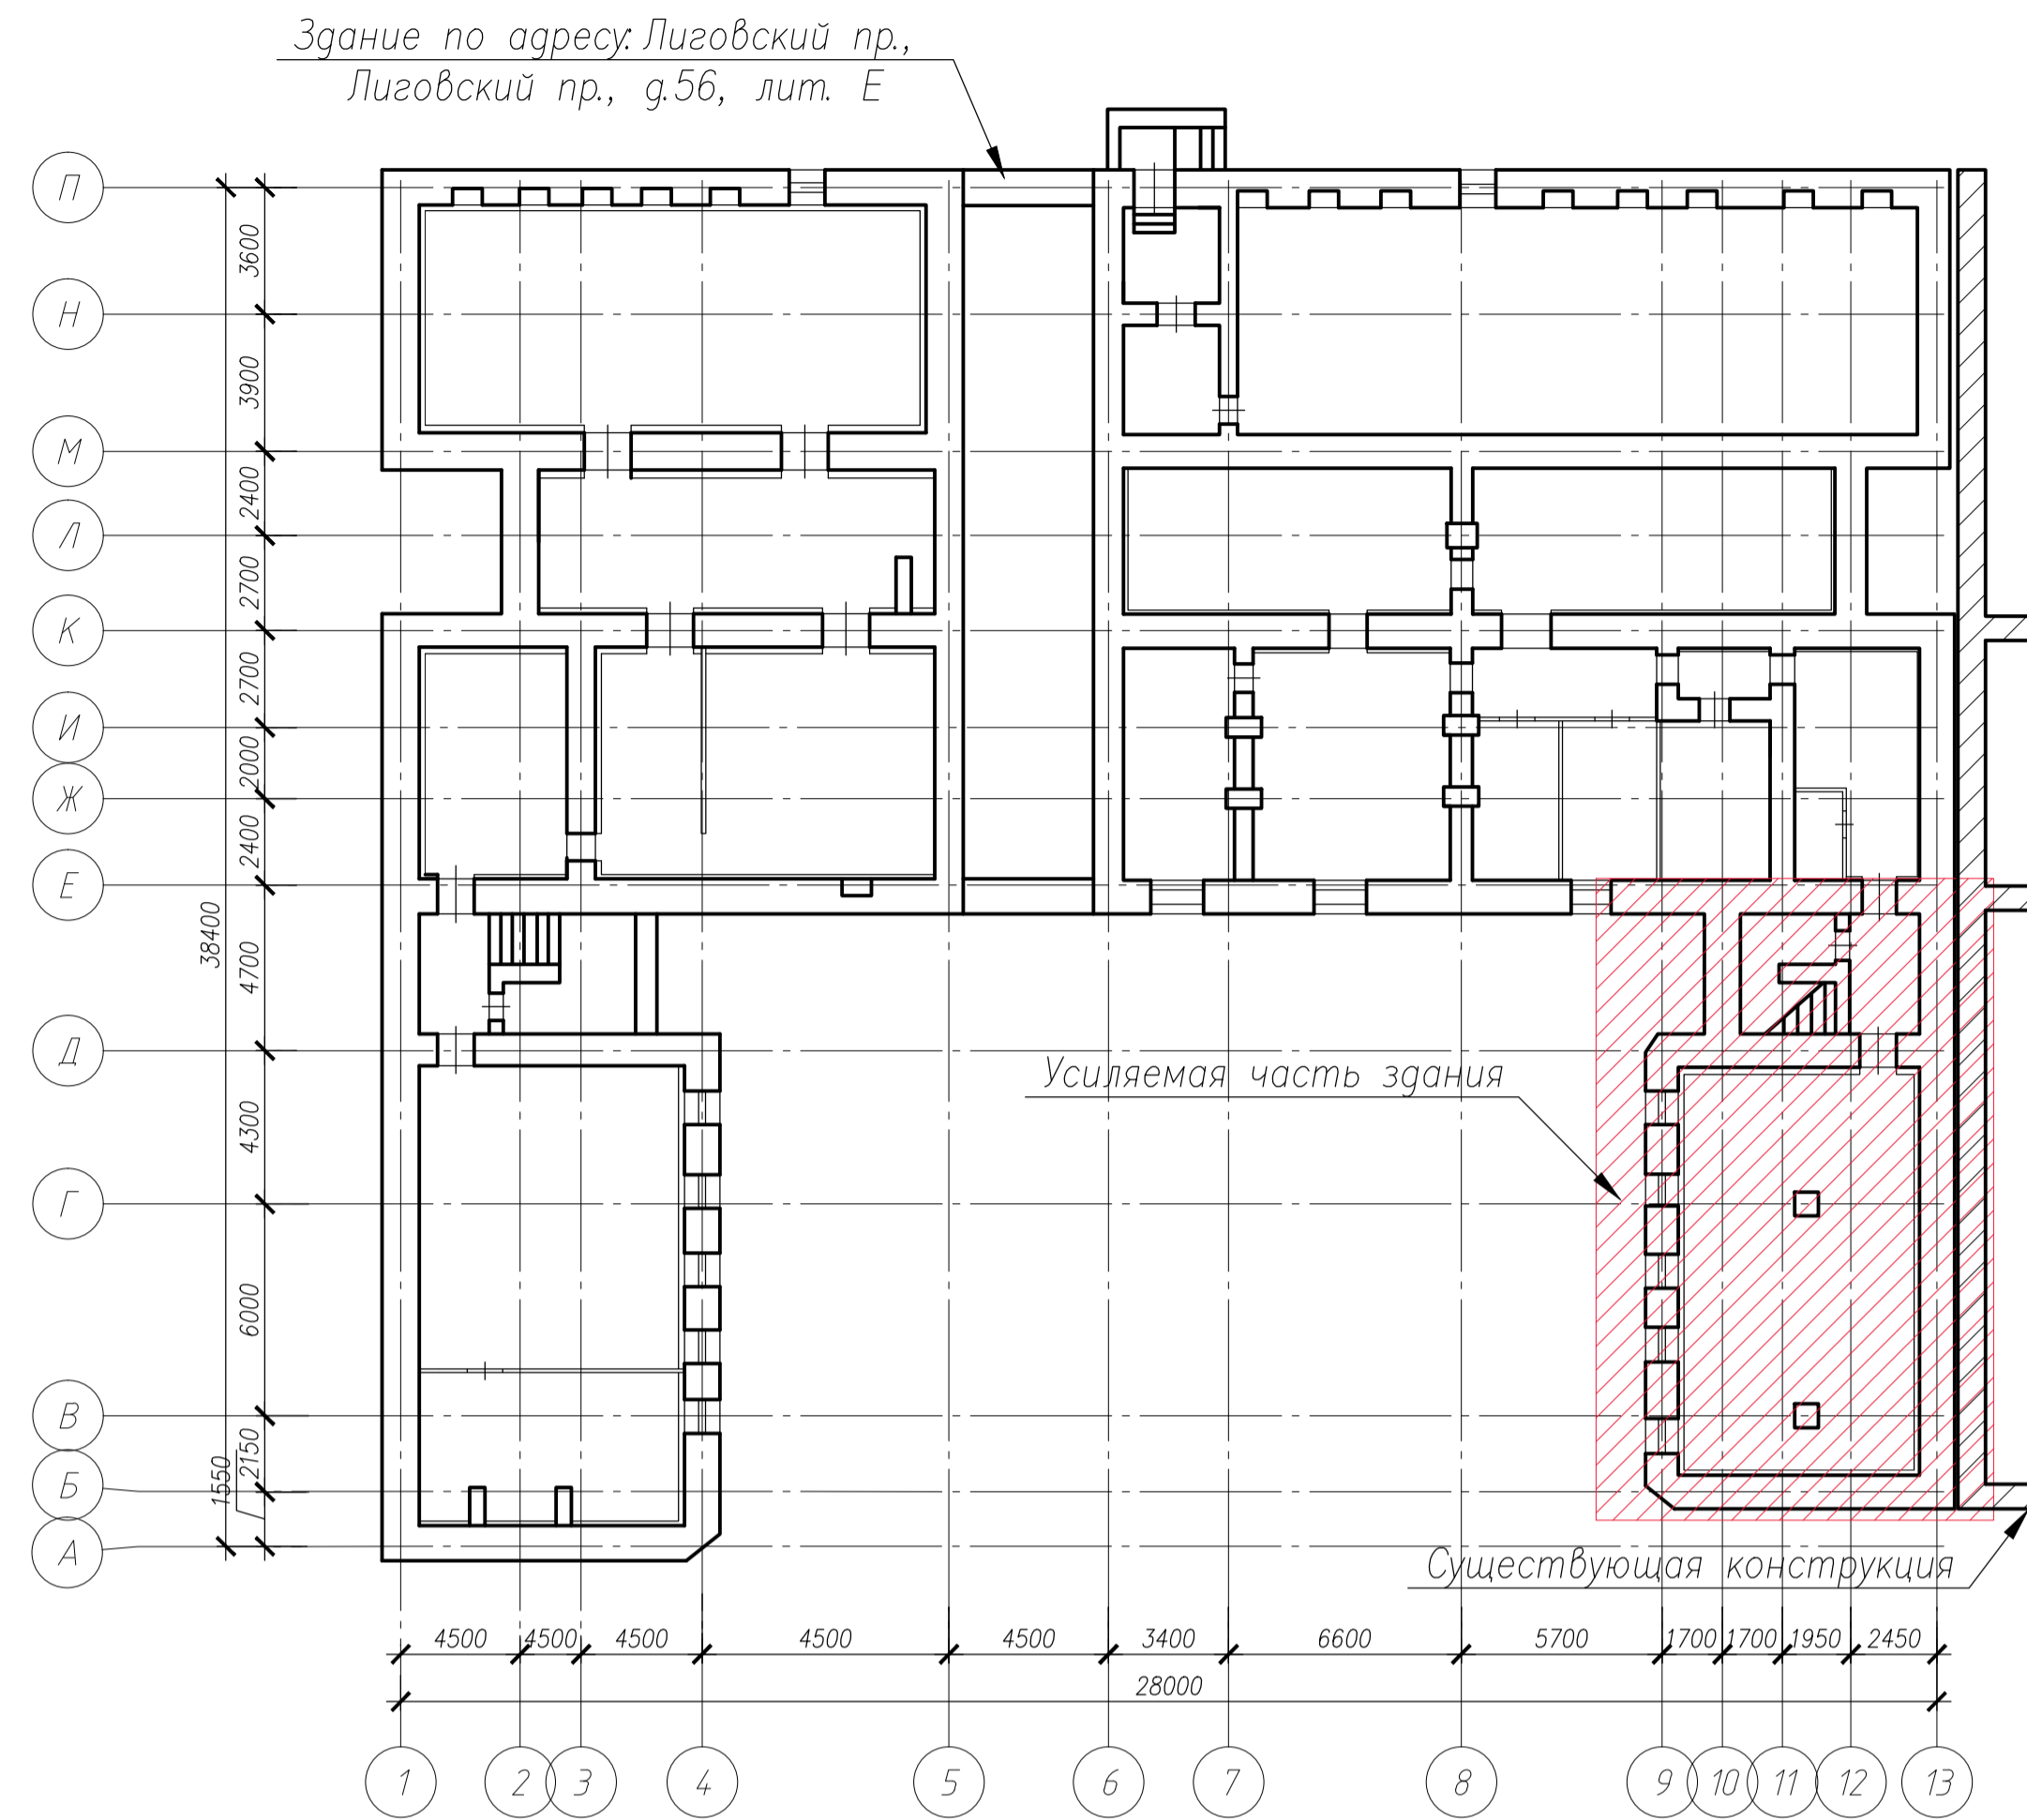 Здание по адресу: Лиговский пр.,
Лиговский пр., д.56, лит. Е
П
Н
М
Л
К
И
Ж
Е
Д
Г
В
Б
А
3600
3900
2400
2700
2700
2000
2400
4700
4300
6000
2150
1550
38400
Усиляемая часть здания
Существующая конструкция
4500 4500 4500 4500 4500 3400 6600 5700 1700 1700 1950 2450
28000
1 2 3 4 5 6 7 8 9 10 11 12 13